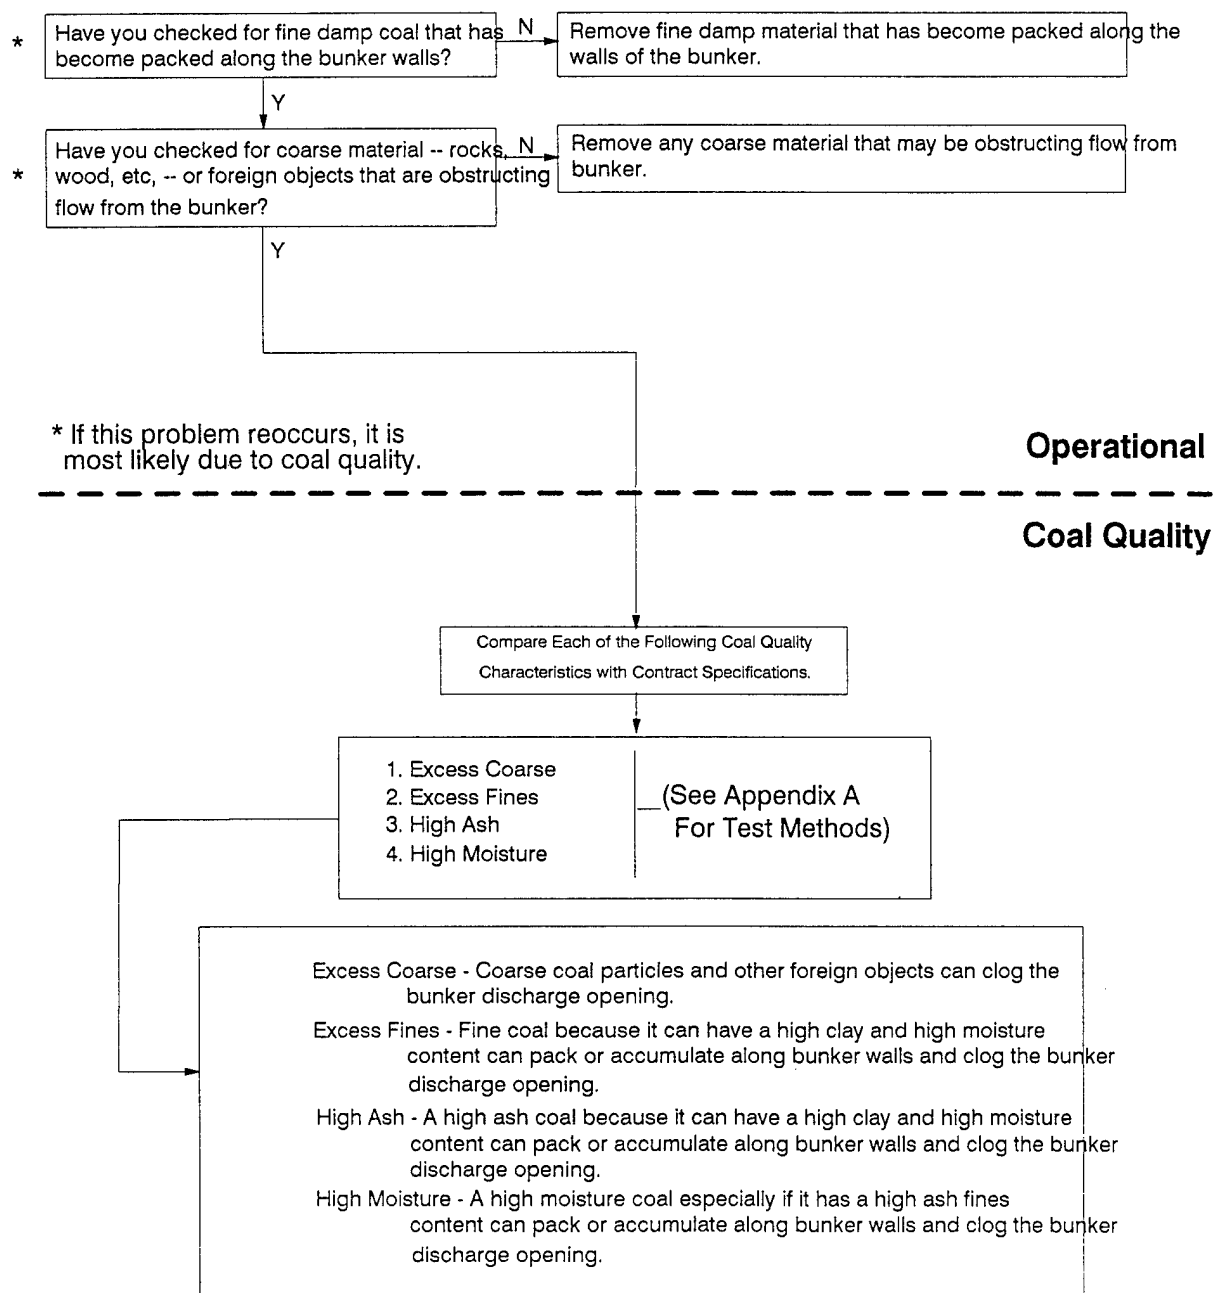 * Have you checked for fine damp coal that has
become packed along the bunker walls?
N
Remove fine damp material that has become packed along the
walls of the bunker.
Y
Have you checked for coarse material -- rocks,
* wood, etc, -- or foreign objects that are obstructing
flow from the bunker?
N
Remove any coarse material that may be obstructing flow from
bunker.
Y
* If this problem reoccurs, it is
most likely due to coal quality.
Operational
Coal Quality
Compare Each of the Following Coal Quality
Characteristics with Contract Specifications.
1. Excess Coarse
2. Excess Fines
3. High Ash
4. High Moisture
(See Appendix A
For Test Methods)
Excess Coarse - Coarse coal particles and other foreign objects can clog the
bunker discharge opening.
Excess Fines - Fine coal because it can have a high clay and high moisture
content can pack or accumulate along bunker walls and clog the bunker
discharge opening.
High Ash - A high ash coal because it can have a high clay and high moisture
content can pack or accumulate along bunker walls and clog the bunker
discharge opening.
High Moisture - A high moisture coal especially if it has a high ash fines
content can pack or accumulate along bunker walls and clog the bunker
discharge opening.